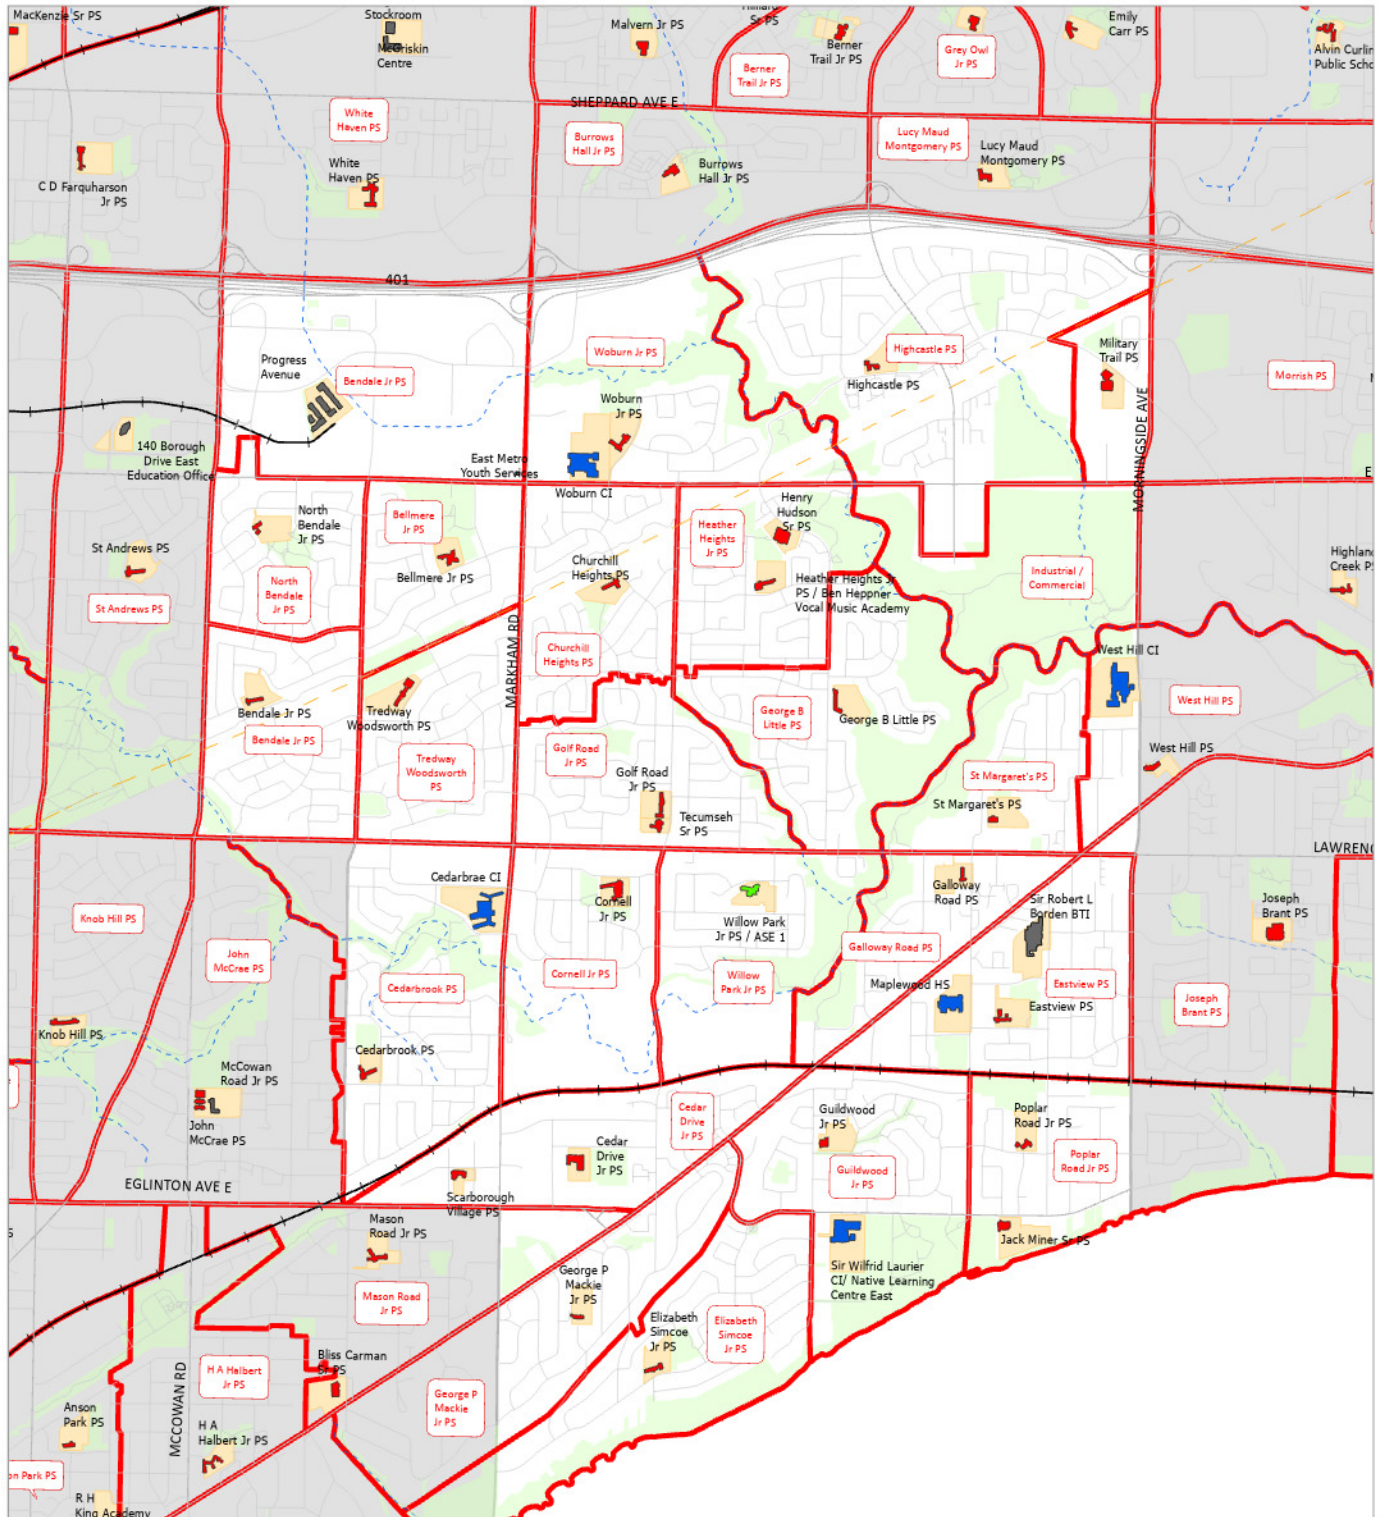 MacKenzie Sr PS
Stockroom
McGriskin
Centre
Malvern Jr PS
Sr PS
Berner
Trail Jr PS
Berner
Trail Jr PS
Grey Owl
Jr PS
Emily
Carr PS
Alvin Curlin
Public Scho
SHEPPARD AVE E
White
Haven PS
Burrows
Hall Jr PS
Lucy Maud
Montgomery PS
Lucy Maud
Montgomery PS
C D Farquharson
Jr PS
White
Haven PS
Burrows
Hall Jr PS
401
Progress
Avenue
Bendale Jr PS
Woburn Jr PS
Highcastle PS
Highcastle PS
Military
Trail PS
Morrish PS
MORNINGSIDE AVE
Woburn
Jr PS
140 Borough
Drive East
Education Office
East Metro
Youth Services
Woburn CI
E
North
Bendale
Jr PS
Bellmere
Jr PS
Henry
Hudson
Sr PS
Heather
Heights
Jr PS
St Andrews PS
Bellmere Jr PS
Churchill
Heights PS
Heather Heights Jr
PS / Ben Heppner
Vocal Music Academy
Industrial /
Commercial
Highland
Creek PS
St Andrews PS
North
Bendale
Jr PS
MARKHAM RD
Churchill
Heights PS
West Hill CI
West Hill PS
Bendale Jr PS
Bendale Jr PS
Tredway
Woodsworth PS
Tredway
Woodsworth
PS
George B
Little PS
George B Little PS
Golf Road
Jr PS
Golf Road
Jr PS
Tecumseh
Sr PS
St Margaret's PS
St Margaret's PS
West Hill PS
LAWRENC
Cedarbrae CI
Cornell
Jr PS
Willow Park
Jr PS / ASE 1
Galloway
Road PS
Sir Robert L
Borden BTI
Joseph
Brant PS
Knob Hill PS
John
McCrae PS
Cedarbrook PS
Cornell Jr PS
Willow
Park Jr PS
Galloway Road PS
Maplewood HS
Eastview PS
Eastview PS
Joseph
Brant PS
Knob Hill PS
Cedarbrook PS
McCowan
Road Jr PS
John
McCrae PS
Cedar
Drive
Jr PS
Guildwood
Jr PS
Poplar
Road Jr PS
Cedar
Drive
Jr PS
Guildwood
Jr PS
Poplar
Road Jr PS
EGLINTON AVE E
Scarborough
Village PS
Mason
Road Jr PS
Jack Miner Sr PS
Sir Wilfrid Laurier
CI/ Native Learning
Centre East
George P
Mackie
Jr PS
Mason Road
Jr PS
Elizabeth
Simcoe
Jr PS
Elizabeth
Simcoe
Jr PS
MCCOWAN RD
H A Halbert
Jr PS
Bliss Carman
Sr PS
George P
Mackie
Jr PS
Anson
Park PS
H A
Halbert Jr PS
on Park PS
R H
King Academy